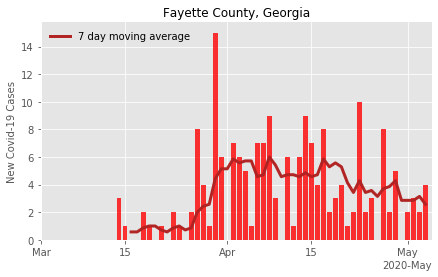 Fayette County, Georgia
7 day moving average
New Covid-19 Cases
14
12
10
8
6
4
2
0
Mar
15
Apr
15
May
2020-May